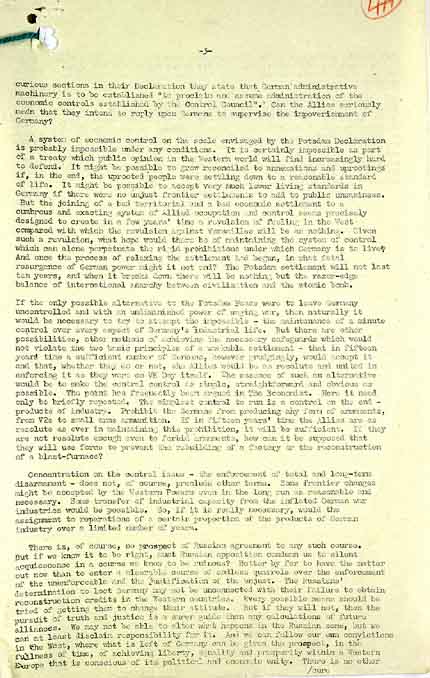 -3-
curious sections in their Declaration they state that German administrative
machinery is to be established "to proclaim and assume administration of the
economic controls established by the Control Council". Can the Allies seriously
mean that they intend to rely upon Germans to supervise the impoverishment of
Germany?
A system of economic control on the scale envisaged by the Potsdam Declaration
is probably impossible under any conditions. It is certainly impossible as part
of a treaty which public opinion in the Western world will find increasingly hard
to defend. It might be possible to grow reconciled to annexations and uprootings
if, in the end, the uprooted people were settling down to a reasonable standard
of life. It might be possible to accept very much lower living standards in
Germany if there were no unjust frontier settlements to add to public uneasiness.
But the joining of a bad territorial and a bad economic settlement to a
cumbrous and exacting system of Allied occupation and control seems precisely
designed to create in a few years' time a revulsion of feeling in the West
compared with which the revulsion against Versailles will be as nothing. Given
such a revulsion, what hope would there be of maintaining the system of control
which can alone perpetuate the rigid prohibitions under which Germany is to live?
And once the process of relaxing the settlement had begun, in what fatal
resurgence of German power might it not end? The Potsdam settlement will not last
ten years, and when it breaks down there will be nothing but the razor-edge
balance of international anarchy between civilisation and the atomic bomb.
If the only possible alternative to the Potsdam Powers were to leave Germany
uncontrolled and with an undiminished power of waging war, then naturally it
would be necessary to try to attempt the impossible - the maintenance of a minute
control over every aspect of Germany's industrial life. But there are other
possibilities, other methods of achieving the necessary safeguards which would
not violate the two basic principles of a workable settlement - that in fifteen
years time a sufficient number of Germans, however grudgingly, would accept it
and that, whether they do or not, the Allies would be as resolute and united in
enforcing it as they were on VE Day itself. The essence of such an alternative
would be to make the control control as simple, straightforward and obvious as
possible. The point has frequently been argued in The Economist. Here it need
only be briefly repeated. The simplest control to run is a control on the end -
products of industry. Prohibit the Germans from producing any form of armaments,
from V2s to small arms ammunition. If in fifteen years' time the Allies are as
resolute as ever in maintaining this prohibition, it will be sufficient. If they
are not resolute enough even to forbid armaments, how can it be supposed that
they will use force to prevent the rebuilding of a factory or the reconstruction
of a blast-furnace?
Concentration on the central issue - the enforcement of total and long-term
disarmament - does not, of course, preclude other terms. Some frontier changes
might be accepted by the Western Powers even in the long run as reasonable and
necessary. Some transfer of industrial capacity from the inflated German war
industries would be possible. So, if it is really necessary, would the
assignment to reparations of a certain proportion of the products of German
industry over a limited number of years.
There is, of course, no prospect of Russian agreement to any such course.
But if we know it to be right, must Russian opposition condemn us to silent
acquiescence in a course we know to be ruinous? Better by far to have the matter
out now than to enter a miserable course of endless quarrels over the enforcement
of the unenforceable and the justification of the unjust. The Russians'
determination to loot Germany may not be unconnected with their failure to obtain
reconstruction credits in the Western countries. Every possible means should be
tried of getting them to change their attitude. But if they will not, then the
pursuit of truth and justice is a surer guide than any calculations of future
alliances. We may not be able to alter what happens in the Russian zone, but we
can at least disclaim responsibility for it. And we can follow our own convictions
in the West, where what is left of Germany can be given the prospect, in the
fullness of time, of achieving liberty, equality and prosperity within a Western
Europe that is conscious of its political and economic unity. There is no other
/cure